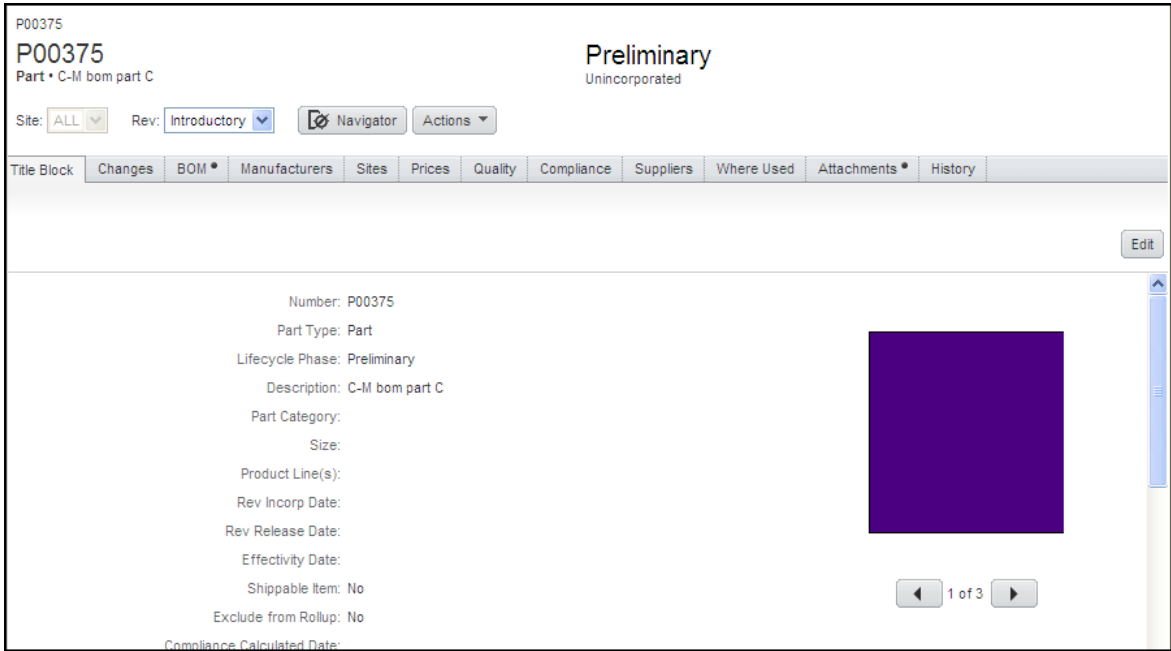 P00375
P00375
Preliminary
Part • C-M bom part C
Unincorporated
Site: ALL Rev: Introductory Navigator Actions
Title Block Changes BOM • Manufacturers Sites Prices Quality Compliance Suppliers Where Used Attachments • History
Edit
Number: P00375
Part Type: Part
Lifecycle Phase: Preliminary
Description: C-M bom part C
Part Category:
Size:
Product Line(s):
Rev Incorp Date:
Rev Release Date:
Effectivity Date:
Shippable Item: No
1 of 3
Exclude from Rollup: No
Compliance Calculated Date: